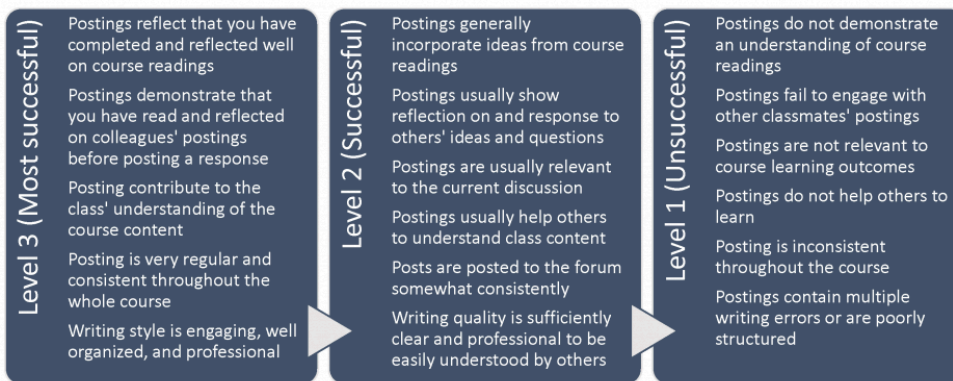 Level 3 (Most successful)
Postings reflect that you have
completed and reflected well
on course readings
Postings demonstrate that
you have read and reflected
on colleagues' postings
before posting a response
Posting contribute to the
class' understanding of the
course content
Posting is very regular and
consistent throughout the
whole course
Writing style is engaging, well
organized, and professional
Level 2 (Successful)
Postings generally
incorporate ideas from course
readings
Postings usually show
reflection on and response to
others' ideas and questions
Postings are usually relevant
to the current discussion
Postings usually help others
to understand class content
Posts are posted to the forum
somewhat consistently
Writing quality is sufficiently
clear and professional to be
easily understood by others
Level 1 (Unsuccessful)
Postings do not demonstrate
an understanding of course
readings
Postings fail to engage with
other classmates' postings
Postings are not relevant to
course learning outcomes
Postings do not help others to
learn
Posting is inconsistent
throughout the course
Postings contain multiple
writing errors or are poorly
structured